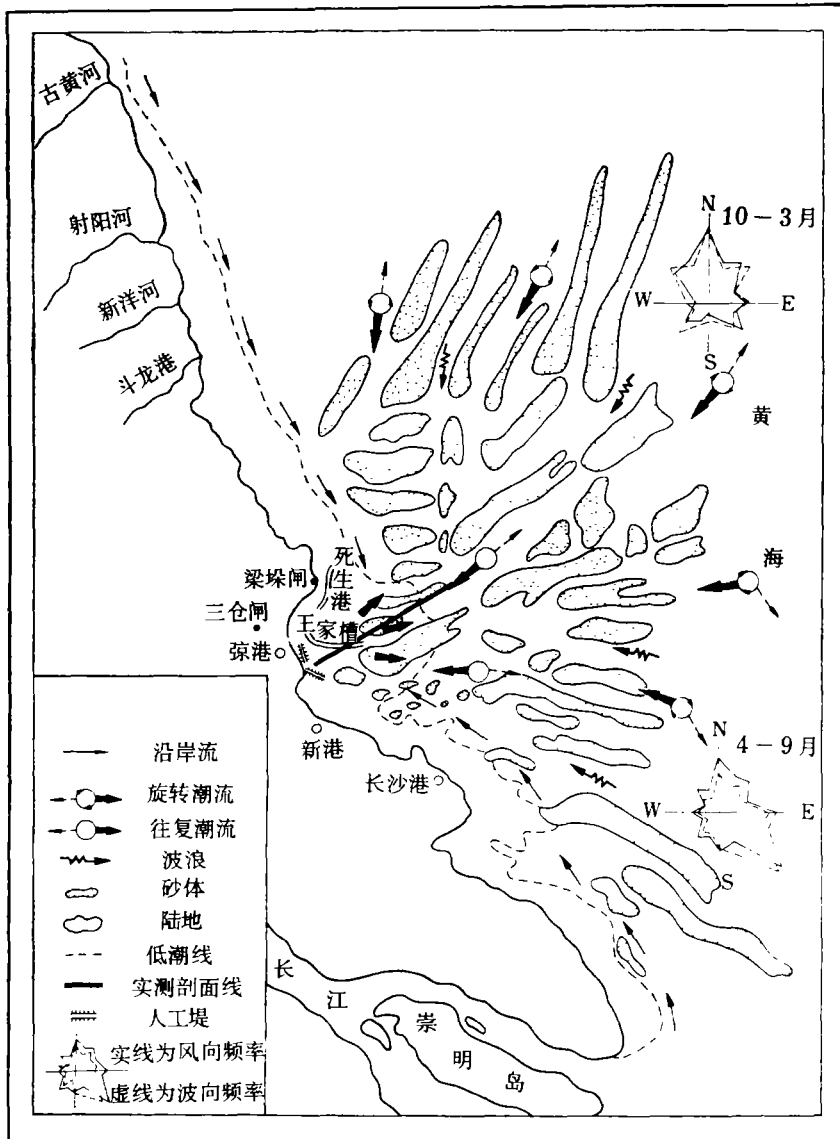 古黄河
射阳河
新洋河
斗龙港
N
10-3月
W
E
S
黄
海
死生港
梁垛闸
三仓闸
王家槽
弶港
新港
长沙港
N
4-9月
W
E
S
长江
崇明岛
沿岸流
旋转潮流
往复潮流
波浪
砂体
陆地
低潮线
实测剖面线
人工堤
实线为风向频率
虚线为波向频率